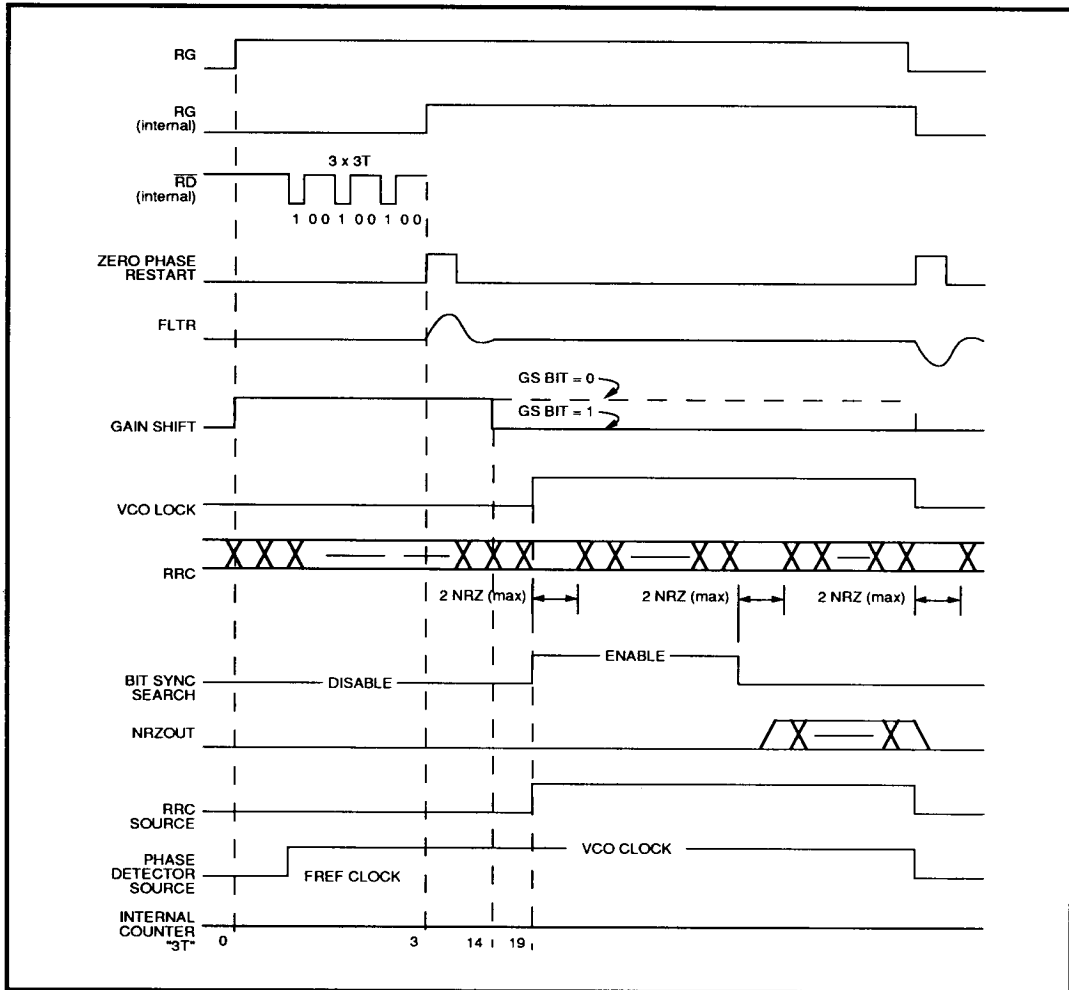 RG
RG
(internal)
3 x 3T
RD
(internal)
1 0 0 1 0 0 1 0 0
ZERO PHASE
RESTART
FLTR
GS BIT = 0
GS BIT = 1
GAIN SHIFT
VCO LOCK
RRC
2 NRZ (max)
2 NRZ (max)
2 NRZ (max)
ENABLE
BIT SYNC
SEARCH
DISABLE
NRZOUT
RRC
SOURCE
VCO CLOCK
PHASE
DETECTOR
SOURCE
FREF CLOCK
INTERNAL
COUNTER
"3T"
0 3 14 19